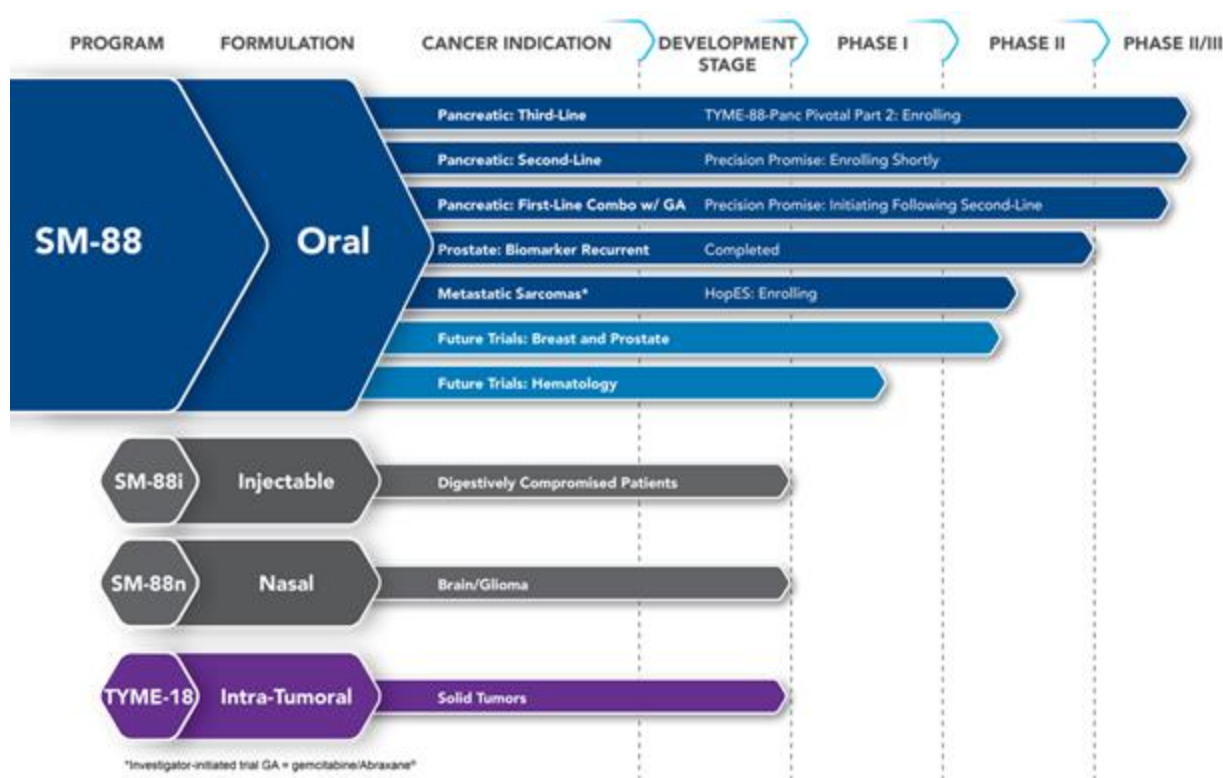 PROGRAM FORMULATION CANCER INDICATION DEVELOPMENT STAGE PHASE I PHASE II PHASE II/III
SM-88 Oral
Pancreatic: Third-Line TYME-88-Panc Pivotal Part 2: Enrolling
Pancreatic: Second-Line Precision Promise: Enrolling Shortly
Pancreatic: First-Line Combo w/ GA Precision Promise: Initiating Following Second-Line
Prostate: Biomarker Recurrent Completed
Metastatic Sarcomas* HopES: Enrolling
Future Trials: Breast and Prostate
Future Trials: Hematology
SM-88i Injectable Digestively Compromised Patients
SM-88n Nasal Brain/Glioma
TYME-18 Intra-Tumoral Solid Tumors
*Investigator-initiated trial GA = gemcitabine/Abraxane®